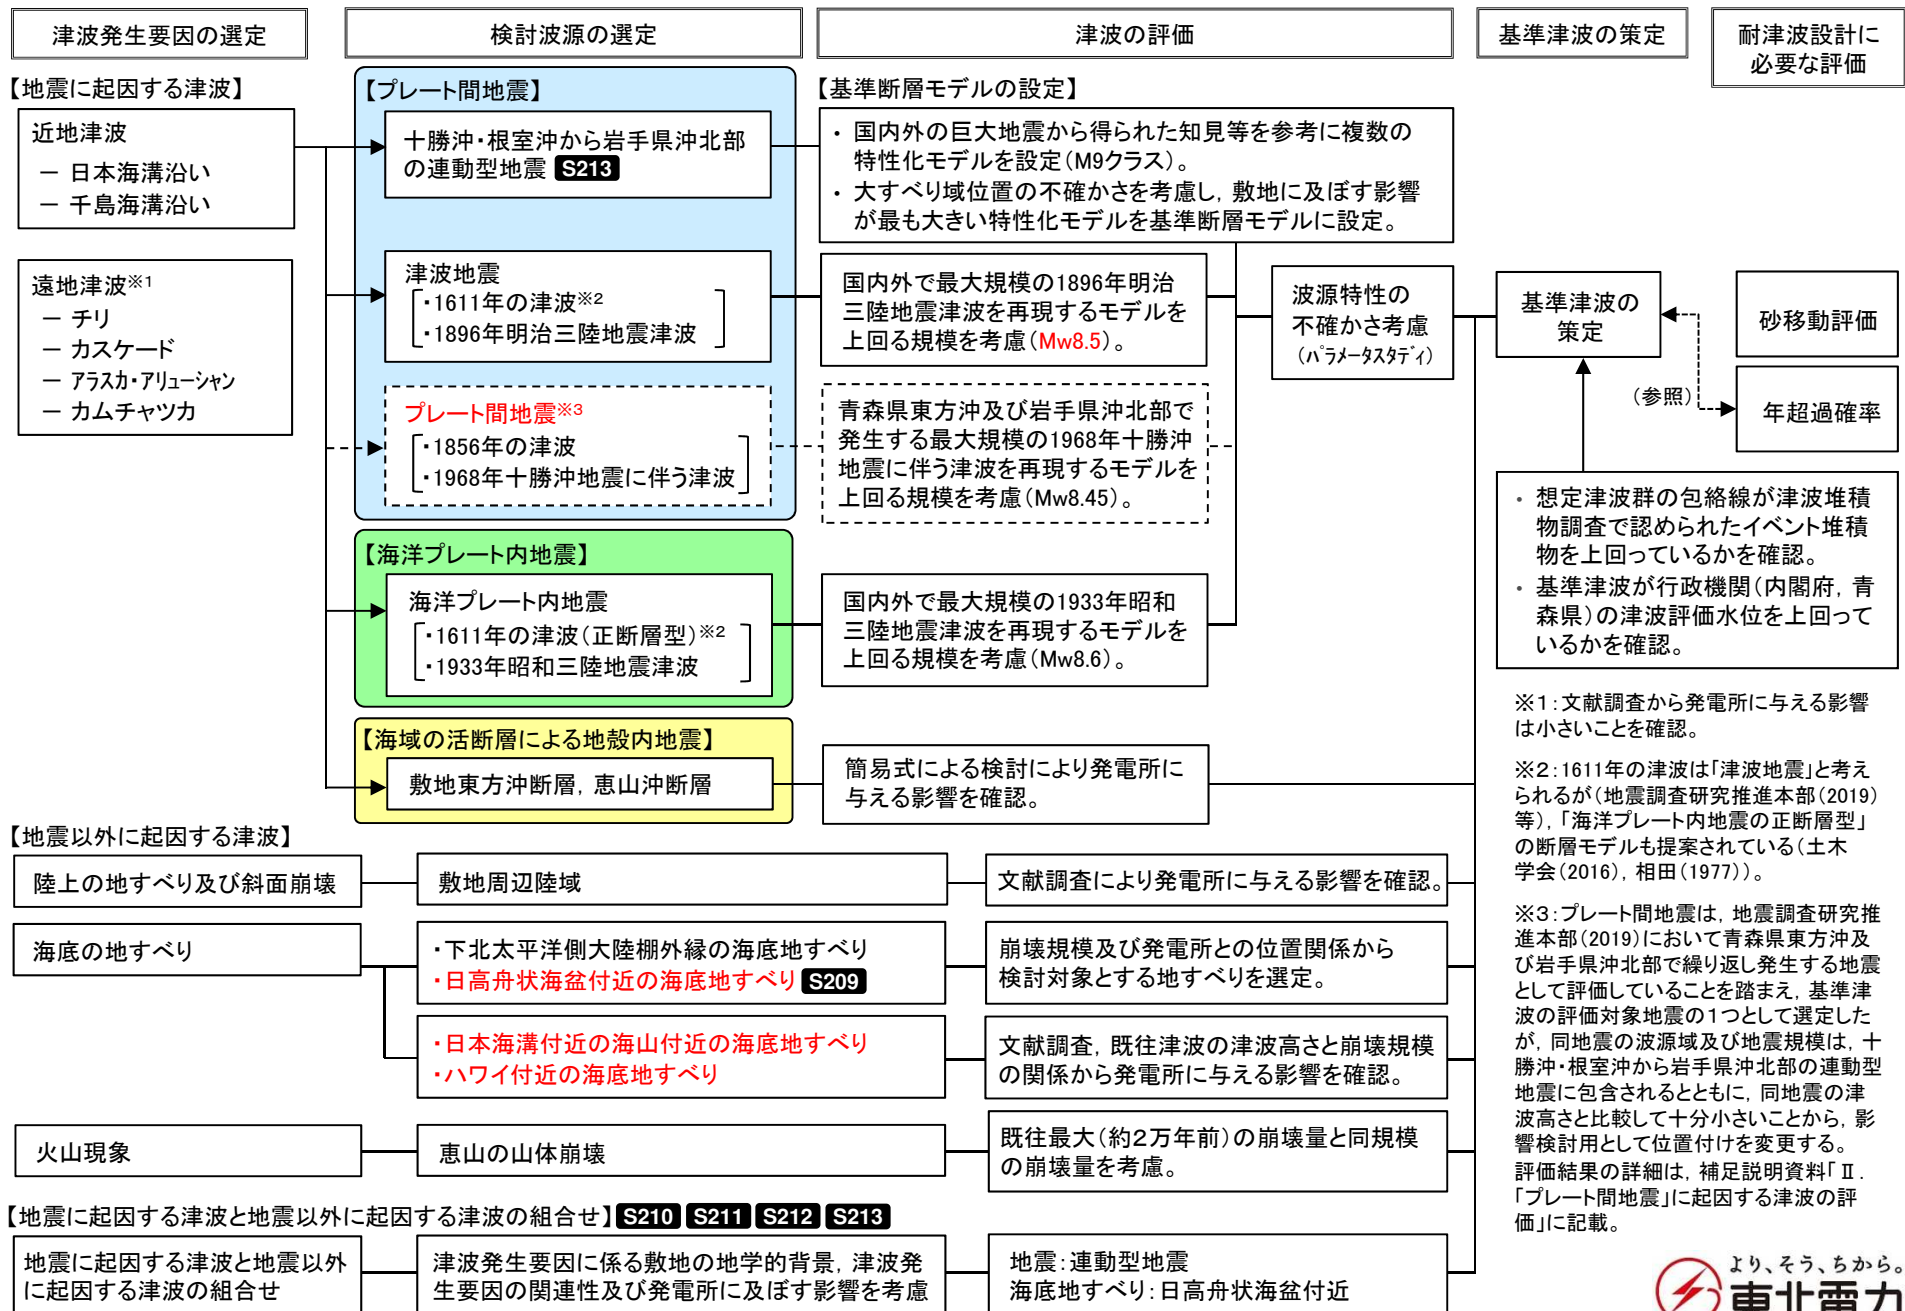 津波発生要因の選定
検討波源の選定
津波の評価
基準津波の策定
耐津波設計に
必要な評価
【地震に起因する津波】
近地津波
－ 日本海溝沿い
－ 千島海溝沿い
遠地津波※1
－ チリ
－ カスケード
－ アラスカ・アリューシャン
－ カムチャツカ
【プレート間地震】
十勝沖・根室沖から岩手県沖北部
の連動型地震 S213
津波地震
・1611年の津波※2
・1896年明治三陸地震津波
プレート間地震※3
・1856年の津波
・1968年十勝沖地震に伴う津波
【海洋プレート内地震】
海洋プレート内地震
・1611年の津波（正断層型）※2
・1933年昭和三陸地震津波
【海域の活断層による地殻内地震】
敷地東方沖断層，恵山沖断層
【基準断層モデルの設定】
・ 国内外の巨大地震から得られた知見等を参考に複数の
特性化モデルを設定（M9クラス）。
・ 大すべり域位置の不確かさを考慮し，敷地に及ぼす影響
が最も大きい特性化モデルを基準断層モデルに設定。
国内外で最大規模の1896年明治
三陸地震津波を再現するモデルを
上回る規模を考慮（Mw8.5）。
青森県東方沖及び岩手県沖北部で
発生する最大規模の1968年十勝沖
地震に伴う津波を再現するモデルを
上回る規模を考慮（Mw8.45）。
国内外で最大規模の1933年昭和
三陸地震津波を再現するモデルを
上回る規模を考慮（Mw8.6）。
簡易式による検討により発電所に
与える影響を確認。
波源特性の
不確かさ考慮
（パラメータスタディ）
基準津波の
策定
砂移動評価
（参照）
年超過確率
・ 想定津波群の包絡線が津波堆積
物調査で認められたイベント堆積
物を上回っているかを確認。
・ 基準津波が行政機関（内閣府，青
森県）の津波評価水位を上回って
いるかを確認。
【地震以外に起因する津波】
陸上の地すべり及び斜面崩壊
敷地周辺陸域
文献調査により発電所に与える影響を確認。
海底の地すべり
・下北太平洋側大陸棚外縁の海底地すべり
・日高舟状海盆付近の海底地すべり S209
崩壊規模及び発電所との位置関係から
検討対象とする地すべりを選定。
・日本海溝付近の海山付近の海底地すべり
・ハワイ付近の海底地すべり
文献調査，既往津波の津波高さと崩壊規模
の関係から発電所に与える影響を確認。
火山現象
恵山の山体崩壊
既往最大（約２万年前）の崩壊量と同規模
の崩壊量を考慮。
【地震に起因する津波と地震以外に起因する津波の組合せ】 S210 S211 S212 S213
地震に起因する津波と地震以外
に起因する津波の組合せ
津波発生要因に係る敷地の地学的背景，津波発
生要因の関連性及び発電所に及ぼす影響を考慮
地震：連動型地震
海底地すべり：日高舟状海盆付近
※１：文献調査から発電所に与える影響
は小さいことを確認。
※２：1611年の津波は「津波地震」と考え
られるが（地震調査研究推進本部（2019）
等），「海洋プレート内地震の正断層型」
の断層モデルも提案されている（土木
学会（2016），相田（1977））。
※３：プレート間地震は，地震調査研究推
進本部（2019）において青森県東方沖及
び岩手県沖北部で繰り返し発生する地震
として評価していることを踏まえ，基準津
波の評価対象地震の１つとして選定した
が，同地震の波源域及び地震規模は，十
勝沖・根室沖から岩手県沖北部の連動型
地震に包含されるとともに，同地震の津
波高さと比較して十分小さいことから，影
響検討用として位置付けを変更する。
評価結果の詳細は，補足説明資料「Ⅱ．
「プレート間地震」に起因する津波の評
価」に記載。
より、そう、ちから。
東北電力